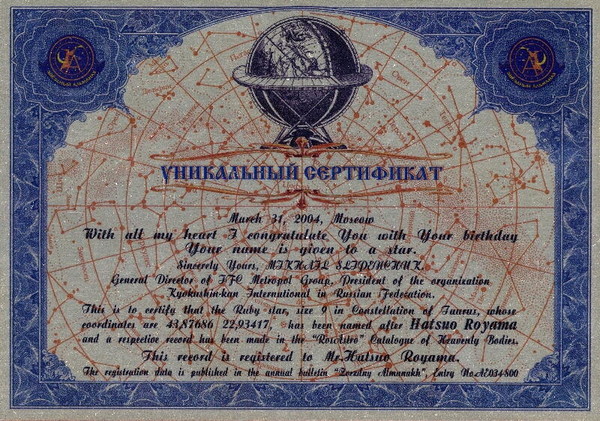 УНИКАЛЬНЫЙ СЕРТИФИКАТ
March 31, 2004, Moscow
With all my heart I congratulate You with Your birthday
Your name is given to a star.
Sincerely Yours, MIKHAIL SLIPENCHUK.
General Director of IFC Metropol Group, President of the organization
Kyokushin-kan International in Russian Federation.
This is to certify that the Ruby star, size 9 in Constellation of Taurus, whose
coordinates are 43,87686 22,93417, has been named after Hatsuo Royama
and a respective record has been made in the "RosAstro" Catalogue of Heavenly Bodies.
This record is registered to Mr.Hatsuo Royama.
The registration data is published in the annual bulletin "Zvezdny Almanakh", Entry No.AE034800